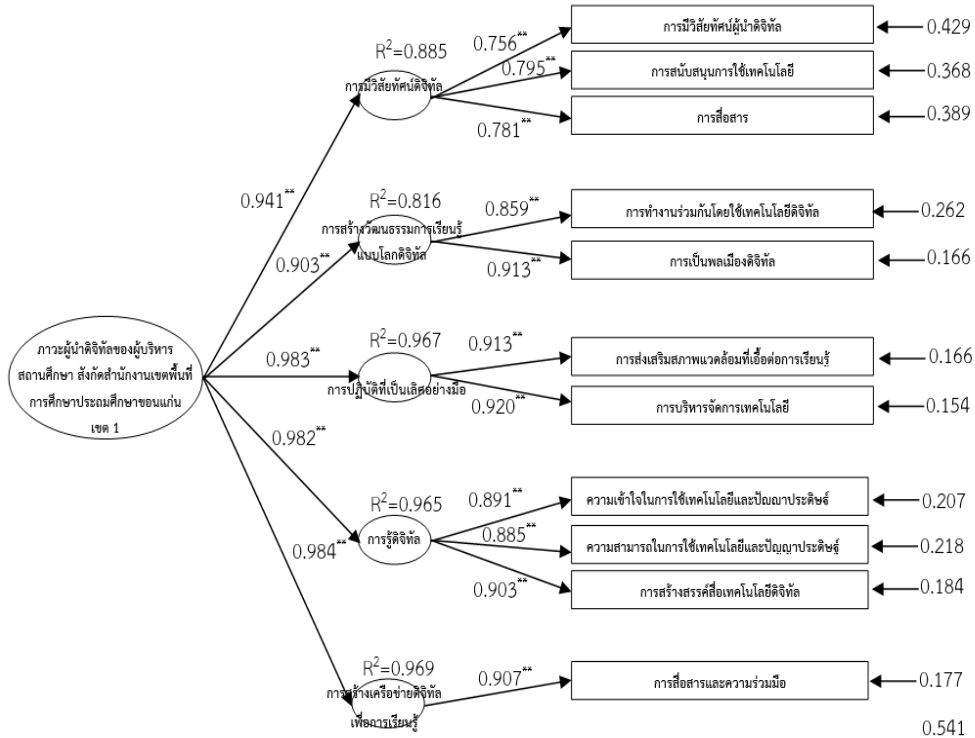 R²=0.885
0.756**
การมีวิสัยทัศน์ผู้นำดิจิทัล
0.429
การมีวิสัยทัศน์ดิจิทัล
0.795**
การสนับสนุนการใช้เทคโนโลยี
0.368
0.781**
การสื่อสาร
0.389
0.941**
R²=0.816
0.859**
การทำงานร่วมกันโดยใช้เทคโนโลยีดิจิทัล
0.262
การสร้างวัฒนธรรมการเรียนรู้
แบบโลกดิจิทัล
0.903**
0.913**
การเป็นพลเมืองดิจิทัล
0.166
ภาวะผู้นำดิจิทัลของผู้บริหาร
สถานศึกษา สังกัดสำนักงานเขตพื้นที่
การศึกษาประถมศึกษาขอนแก่น
เขต 1
0.983**
R²=0.967
0.913**
การส่งเสริมสภาพแวดล้อมที่เอื้อต่อการเรียนรู้
0.166
การปฏิบัติที่เป็นเลิศอย่างมือ
0.920**
การบริหารจัดการเทคโนโลยี
0.154
0.982**
R²=0.965
0.891**
ความเข้าใจในการใช้เทคโนโลยีและปัญญาประดิษฐ์
0.207
การรู้ดิจิทัล
0.885**
ความสามารถในการใช้เทคโนโลยีและปัญญาประดิษฐ์
0.218
0.903**
การสร้างสรรค์สื่อเทคโนโลยีดิจิทัล
0.184
0.984**
R²=0.969
0.907**
การสื่อสารและความร่วมมือ
0.177
การสร้างเครือข่ายดิจิทัล
เพื่อการเรียนรู้
0.541